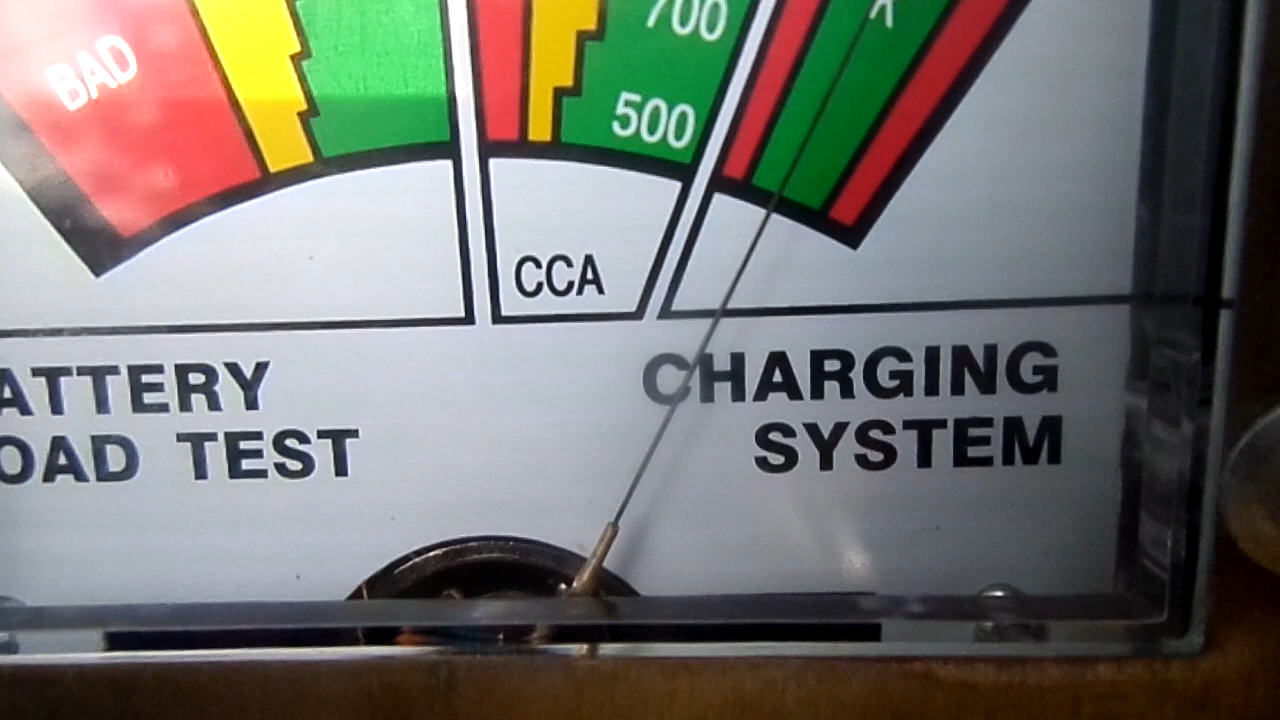 BAD
700
500
CCA
ATTERY
OAD TEST
CHARGING
SYSTEM